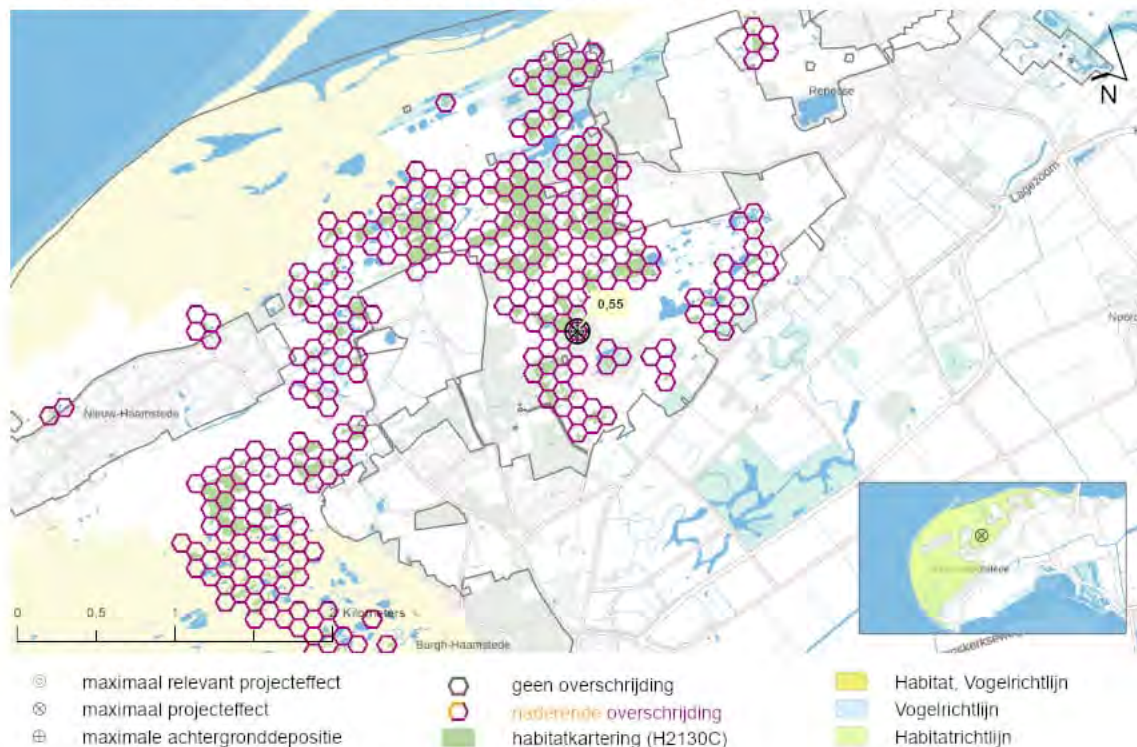 N
Renesse
Lagezoom
0,55
Nieuw-Haamstede
0 0,5 1 2 Kilometers
Burgh-Haamstede
maximaal relevant projecteffect
maximaal projecteffect
maximale achtergronddepositie
geen overschrijding
naderende overschrijding
habitatkartering (H2130C)
Habitat, Vogelrichtlijn
Vogelrichtlijn
Habitatrichtlijn